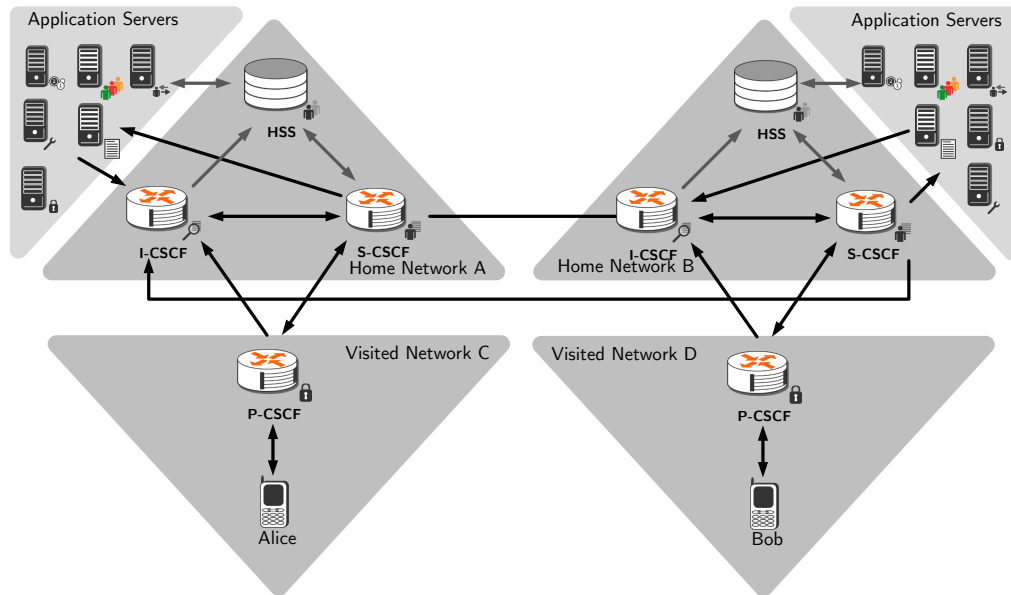 Application Servers
Application Servers
HSS
HSS
I-CSCF
S-CSCF
Home Network A
I-CSCF
Home Network B
S-CSCF
Visited Network C
Visited Network D
P-CSCF
P-CSCF
Alice
Bob